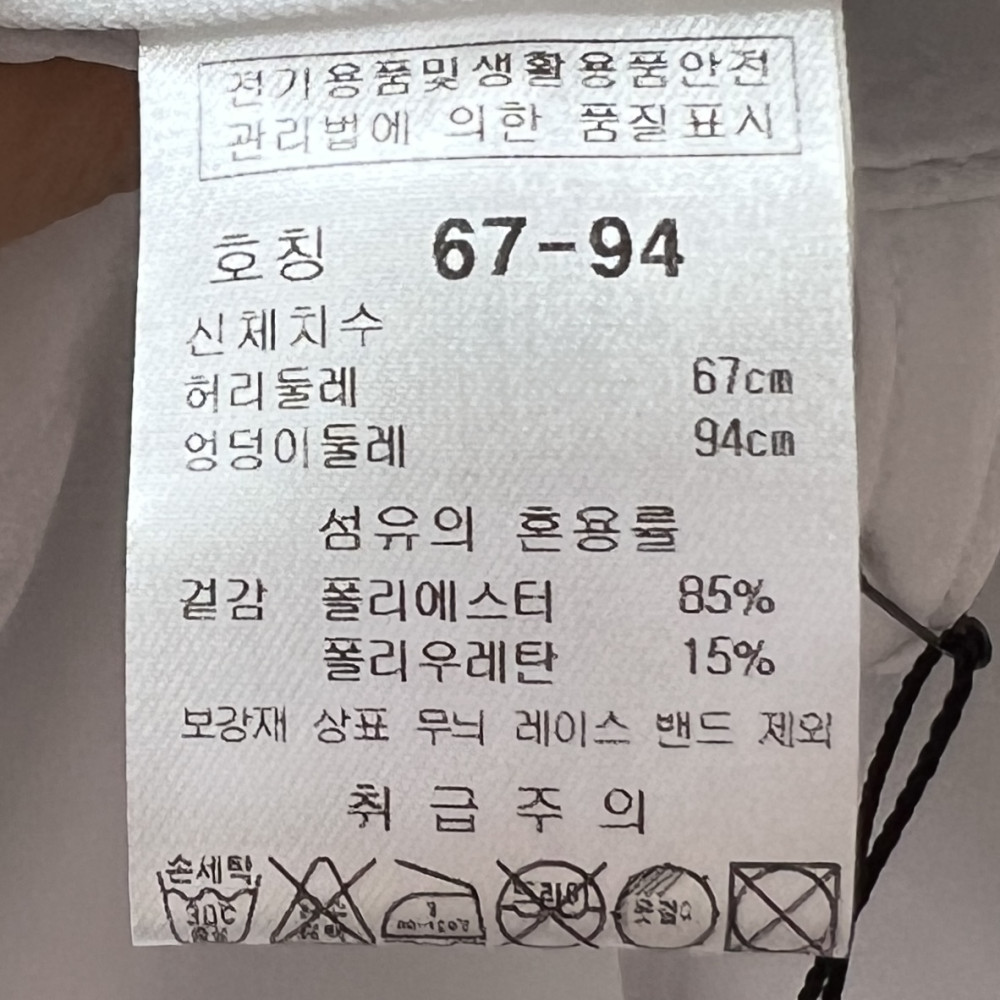 전기용품및생활용품안전
관리법에 의한 품질표시
호칭 67-94
신체치수
허리둘레 67cm
엉덩이둘레 94cm
섬유의 혼용률
겉감 폴리에스터 85%
폴리우레탄 15%
보강재 상표 무늬 레이스 밴드 제외
취급주의
손세탁
30℃
드라이